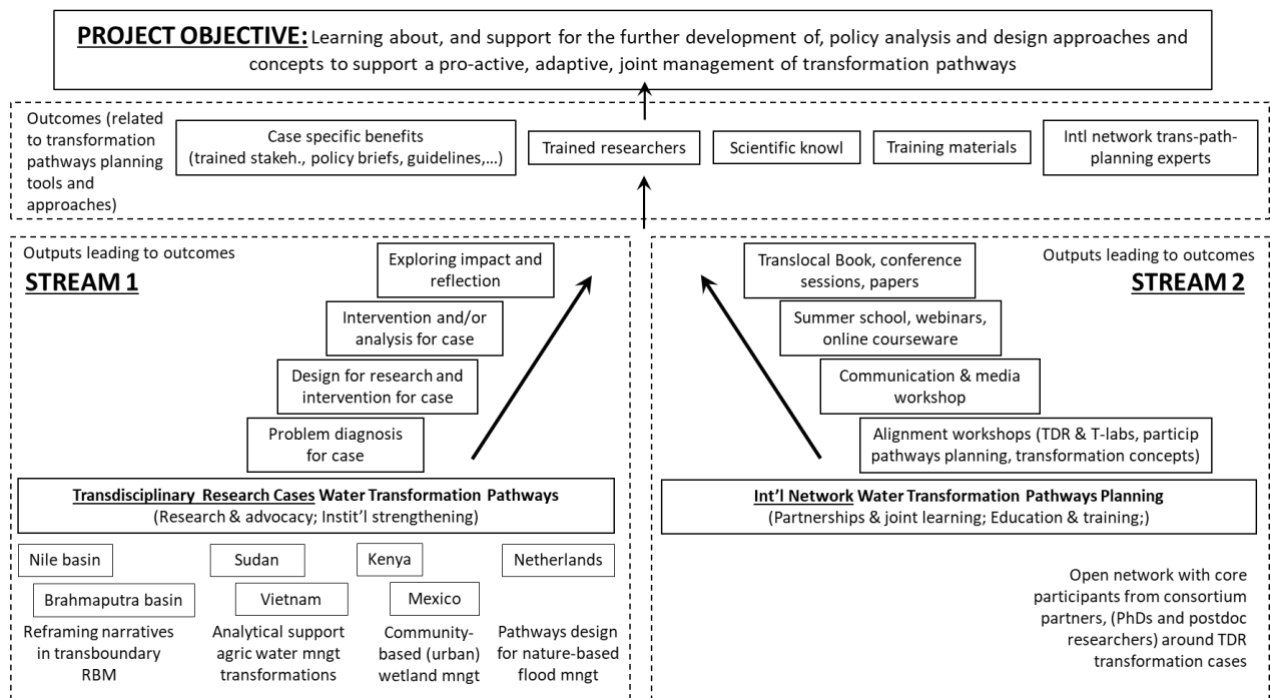 PROJECT OBJECTIVE: Learning about, and support for the further development of, policy analysis and design approaches and
concepts to support a pro-active, adaptive, joint management of transformation pathways
Outcomes (related
to transformation
pathways planning
tools and
approaches)
Case specific benefits
(trained stakeh., policy briefs, guidelines,...)
Trained researchers
Scientific knowl
Training materials
Intl network trans-path-
planning experts
Outputs leading to outcomes
STREAM 1
Exploring impact and
reflection
Intervention and/or
analysis for case
Design for research and
intervention for case
Problem diagnosis
for case
Transdisciplinary Research Cases Water Transformation Pathways
(Research & advocacy; Instit'l strengthening)
Nile basin
Sudan
Kenya
Netherlands
Brahmaputra basin
Vietnam
Mexico
Reframing narratives
in transboundary
RBM
Analytical support
agric water mngt
transformations
Community-
based (urban)
wetland mngt
Pathways design
for nature-based
flood mngt
Outputs leading to outcomes
STREAM 2
Translocal Book, conference
sessions, papers
Summer school, webinars,
online courseware
Communication & media
workshop
Alignment workshops (TDR & T-labs, particip
pathways planning, transformation concepts)
Int'l Network Water Transformation Pathways Planning
(Partnerships & joint learning; Education & training;)
Open network with core
participants from consortium
partners, (PhDs and postdoc
researchers) around TDR
transformation cases